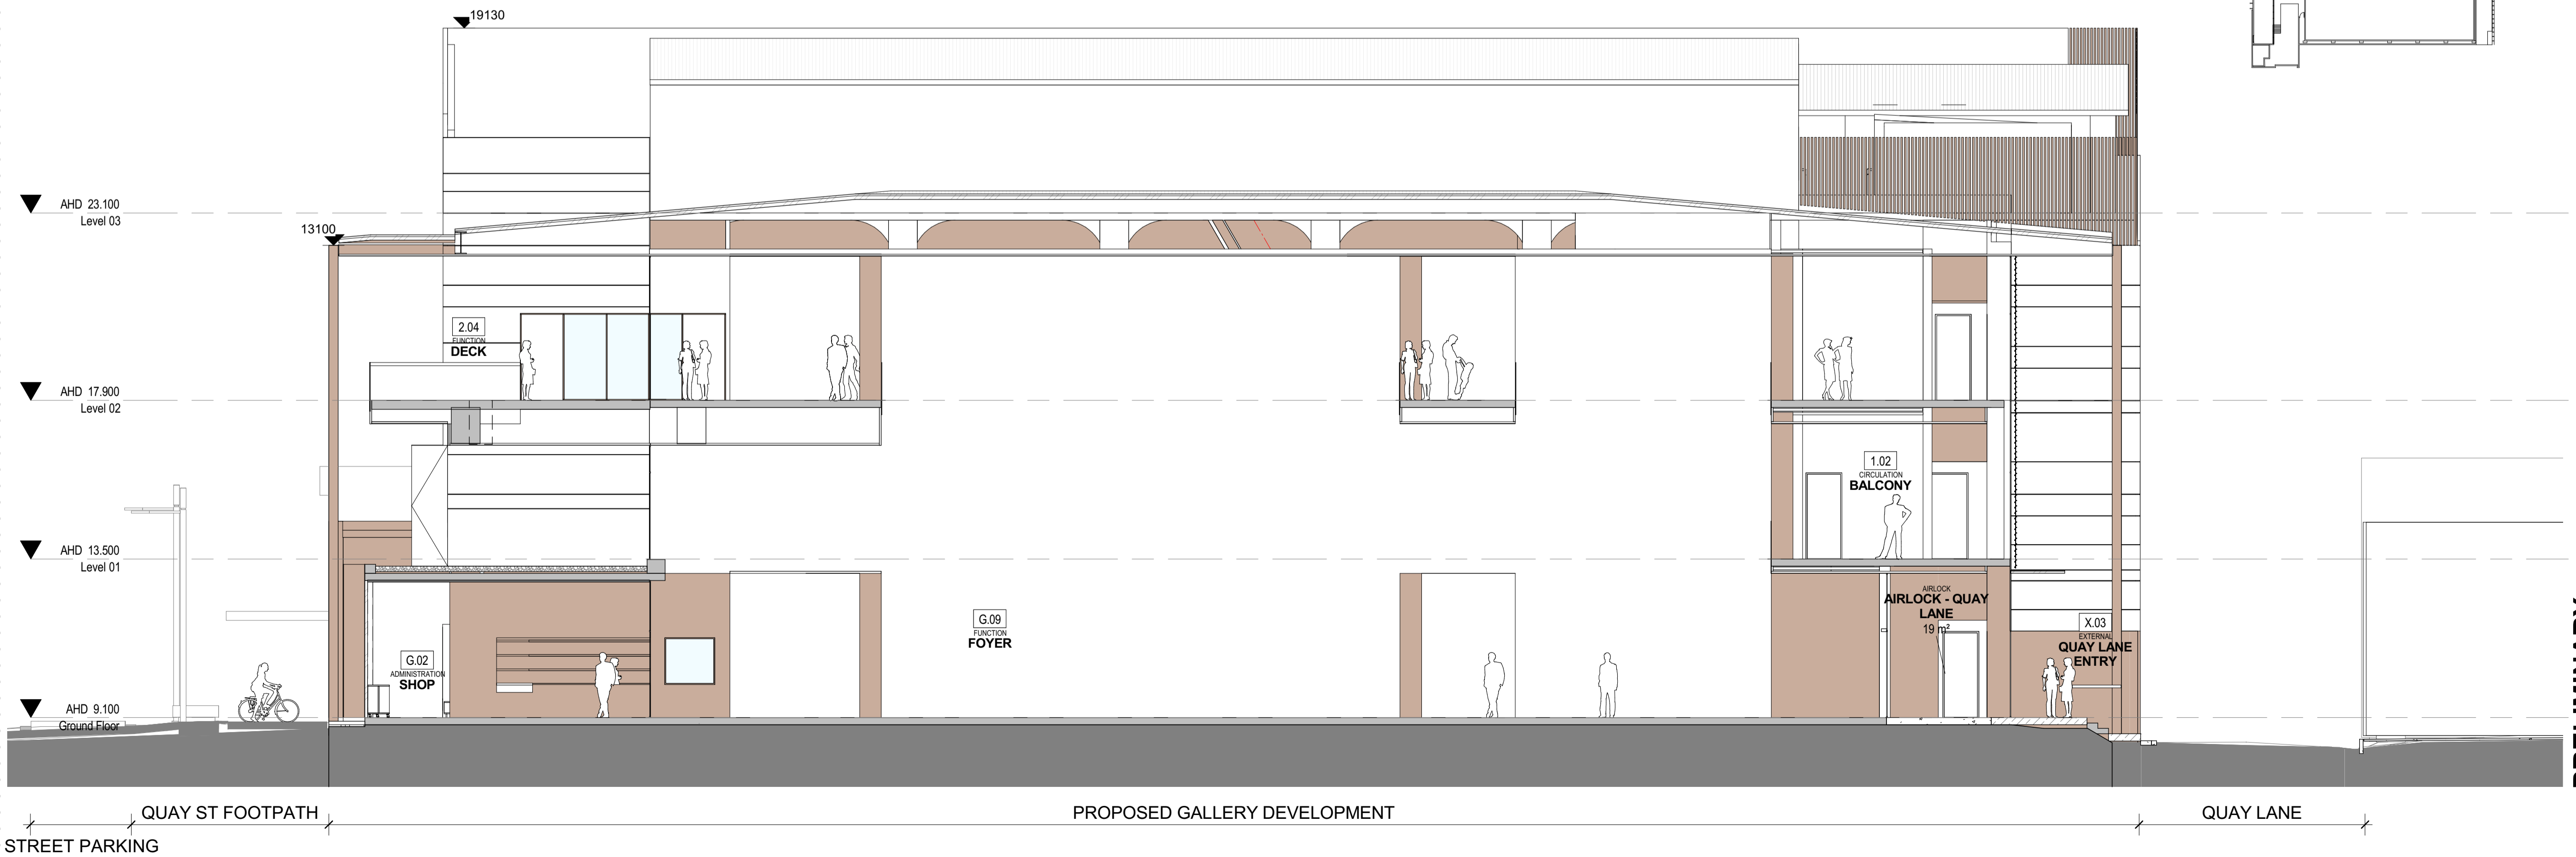 19130
AHD 23.100
Level 03
13100
2.04
FUNCTION
DECK
AHD 17.900
Level 02
1.02
CIRCULATION
BALCONY
AHD 13.500
Level 01
AIRLOCK
AIRLOCK - QUAY
LANE
19 m²
G.09
FUNCTION
FOYER
X.03
EXTERNAL
QUAY LANE
ENTRY
G.02
ADMINISTRATION
SHOP
AHD 9.100
Ground Floor
QUAY ST FOOTPATH
PROPOSED GALLERY DEVELOPMENT
QUAY LANE
STREET PARKING